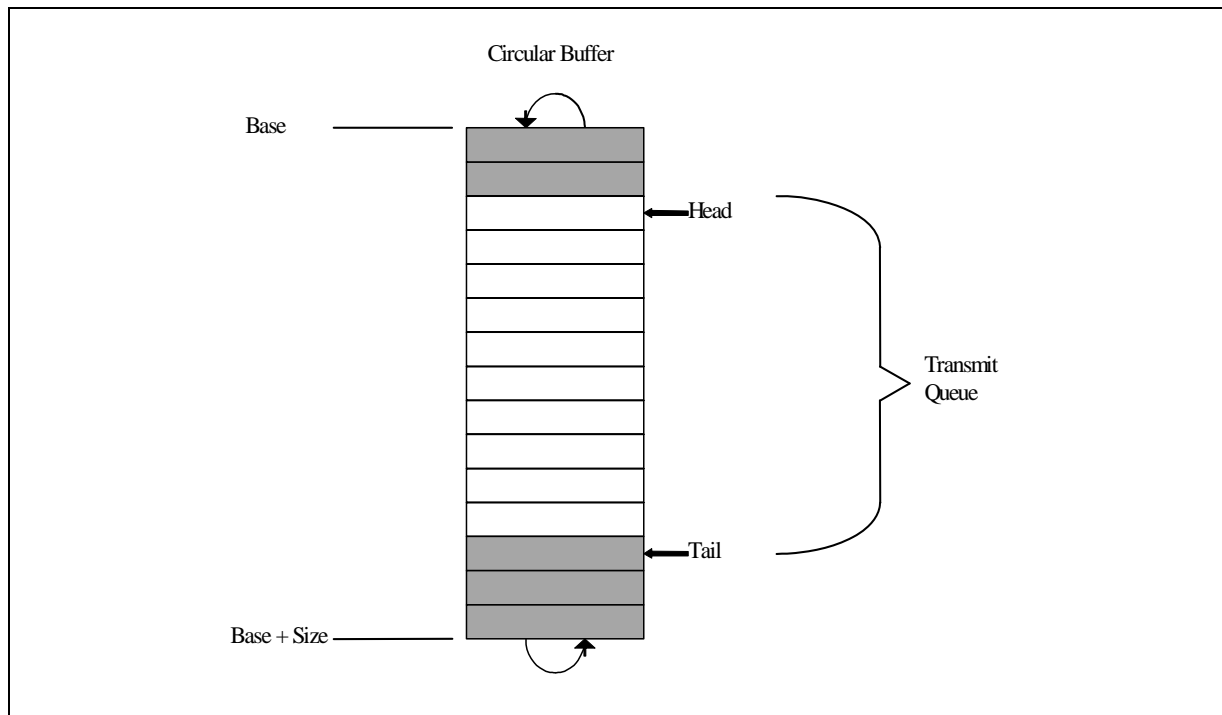 Circular Buffer
Base
Head
Transmit
Queue
Tail
Base + Size